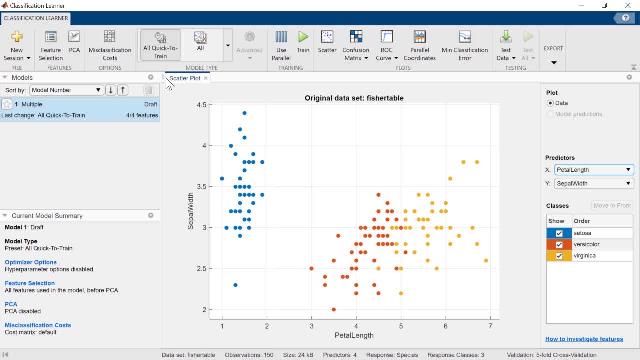 Classification Learner
CLASSIFICATION LEARNER
New Session
Feature Selection
PCA
Misclassification Costs
All Quick-To-Train
All
Advanced
Use Parallel
Train
Scatter
Confusion Matrix
ROC Curve
Parallel Coordinates
Min Classification Error
Test Data
Test All
EXPORT
FILE
FEATURES
OPTIONS
MODEL TYPE
TRAINING
PLOTS
TESTING
Models
Sort by: Model Number
1 Multiple Draft
Last change: All Quick-To-Train 4/4 features
Current Model Summary
Model 1: Draft
Model Type
Preset: All Quick-To-Train
Optimizer Options
Hyperparameter options disabled
Feature Selection
All features used in the model, before PCA
PCA
PCA disabled
Misclassification Costs
Cost matrix: default
Scatter Plot
Original data set: fishertable
4.5
4
3.5
3
2.5
2
SepalWidth
1 2 3 4 5 6 7
PetalLength
Plot
Data
Model predictions
Predictors
X: PetalLength
Y: SepalWidth
Classes
Move to Front
Show Order
setosa
versicolor
virginica
How to investigate features
Data set: fishertable Observations: 150 Size: 24 kB Predictors: 4 Response: Species Response Classes: 3 Validation: 5-fold Cross-Validation